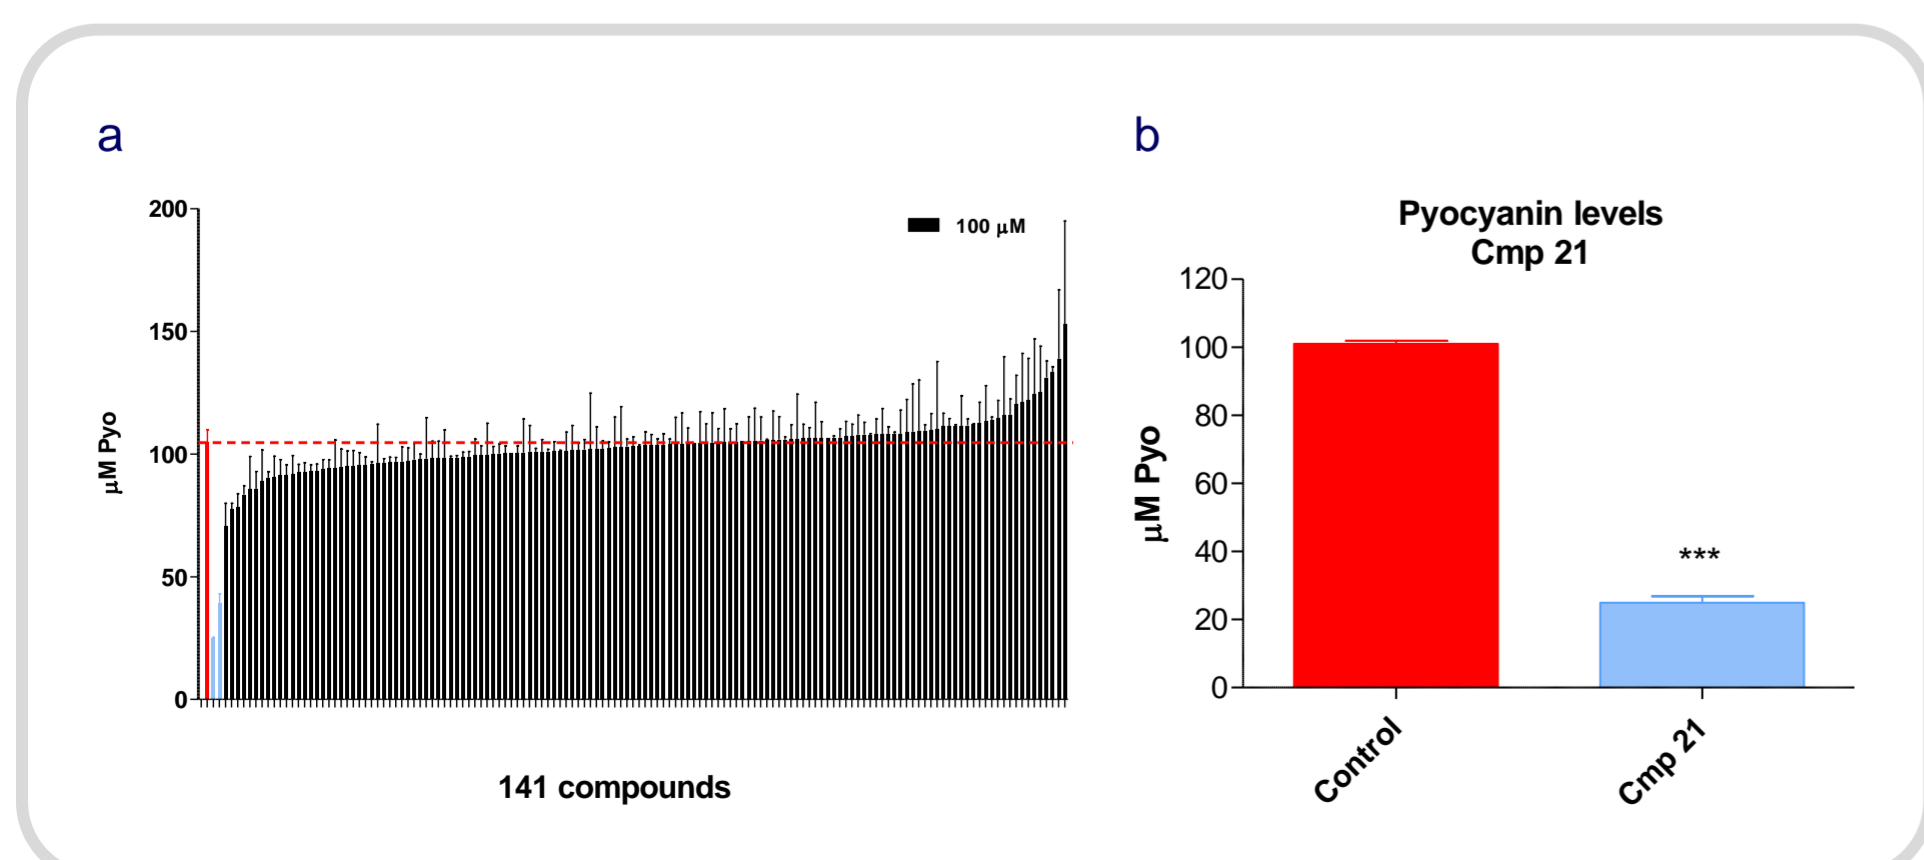 a
200
150
100
50
0
µM Pyo
100 µM
141 compounds
b
Pyocyanin levels
Cmp 21
120
100
80
60
40
20
0
µM Pyo
***
Control
Cmp 21